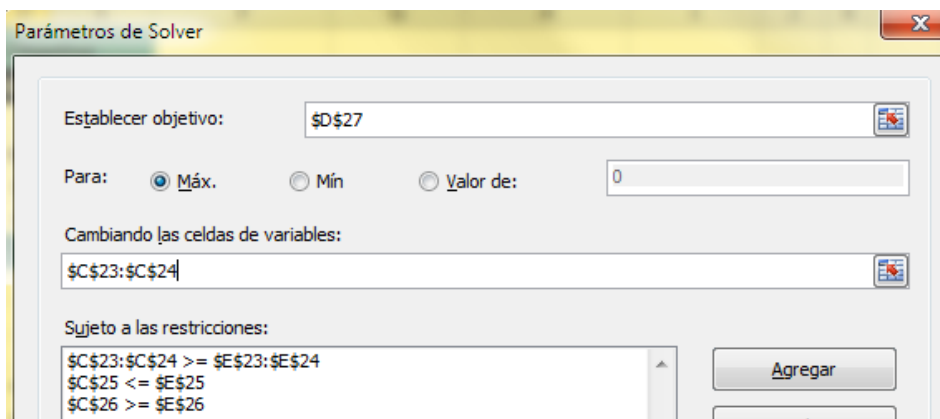 Parámetros de Solver
Establecer objetivo: $D$27
Para: Máx. Mín Valor de: 0
Cambiando las celdas de variables:
$C$23:$C$24
Sujeto a las restricciones:
$C$23:$C$24 >= $E$23:$E$24
$C$25 <= $E$25
$C$26 >= $E$26
Agregar